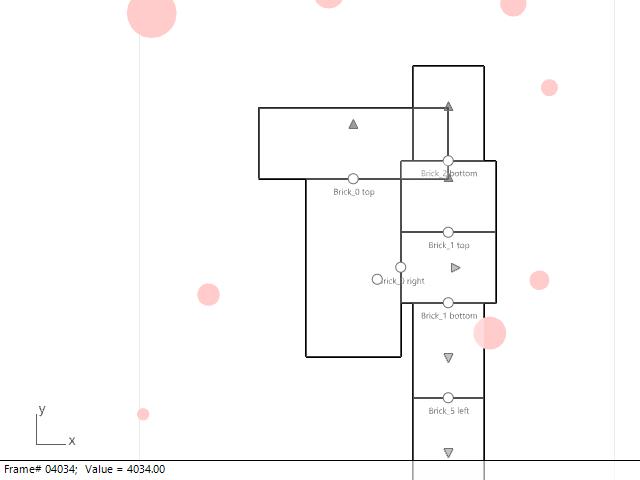 Brick_2 bottom
Brick_0 top
Brick_1 top
Brick_0 right
Brick_1 bottom
Brick_5 left
y
x
Frame# 04034; Value = 4034.00